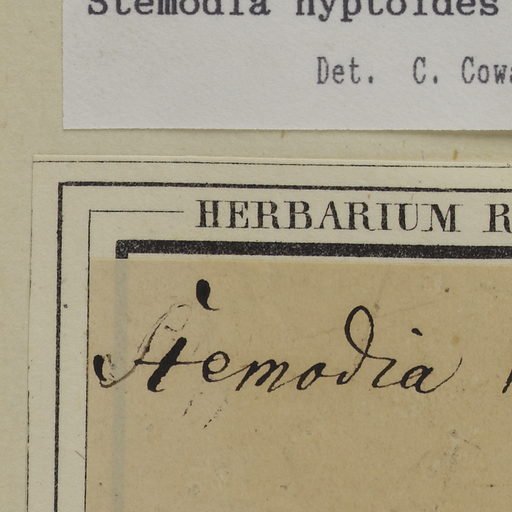 Stemodia hyptoides
Det. C. Cowa
HERBARIUM R
Stemodia